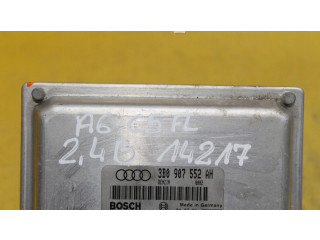 A6 C5 FL
2,4B 14217
3B0 907 552 AH
BOSCH Made in Germany